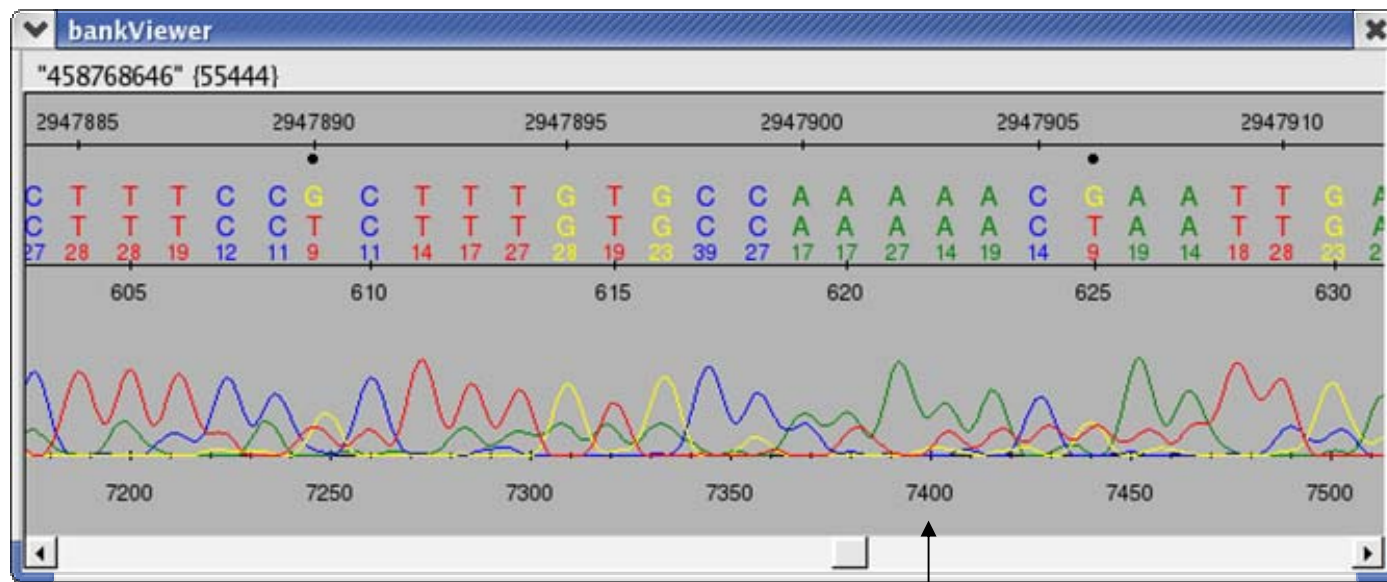 bankViewer
"458768646" {55444}
2947885 2947890 2947895 2947900 2947905 2947910
C T T T C C G C T T T G T G C C A A A A A C G A A T T G A
C T T T C C T C T T T G T G C C A A A A A C T A A T T G A
27 28 28 19 12 11 9 11 14 17 27 28 19 23 39 27 17 17 27 14 19 14 9 19 14 18 28 23
605 610 615 620 625 630
7200 7250 7300 7350 7400 7450 7500